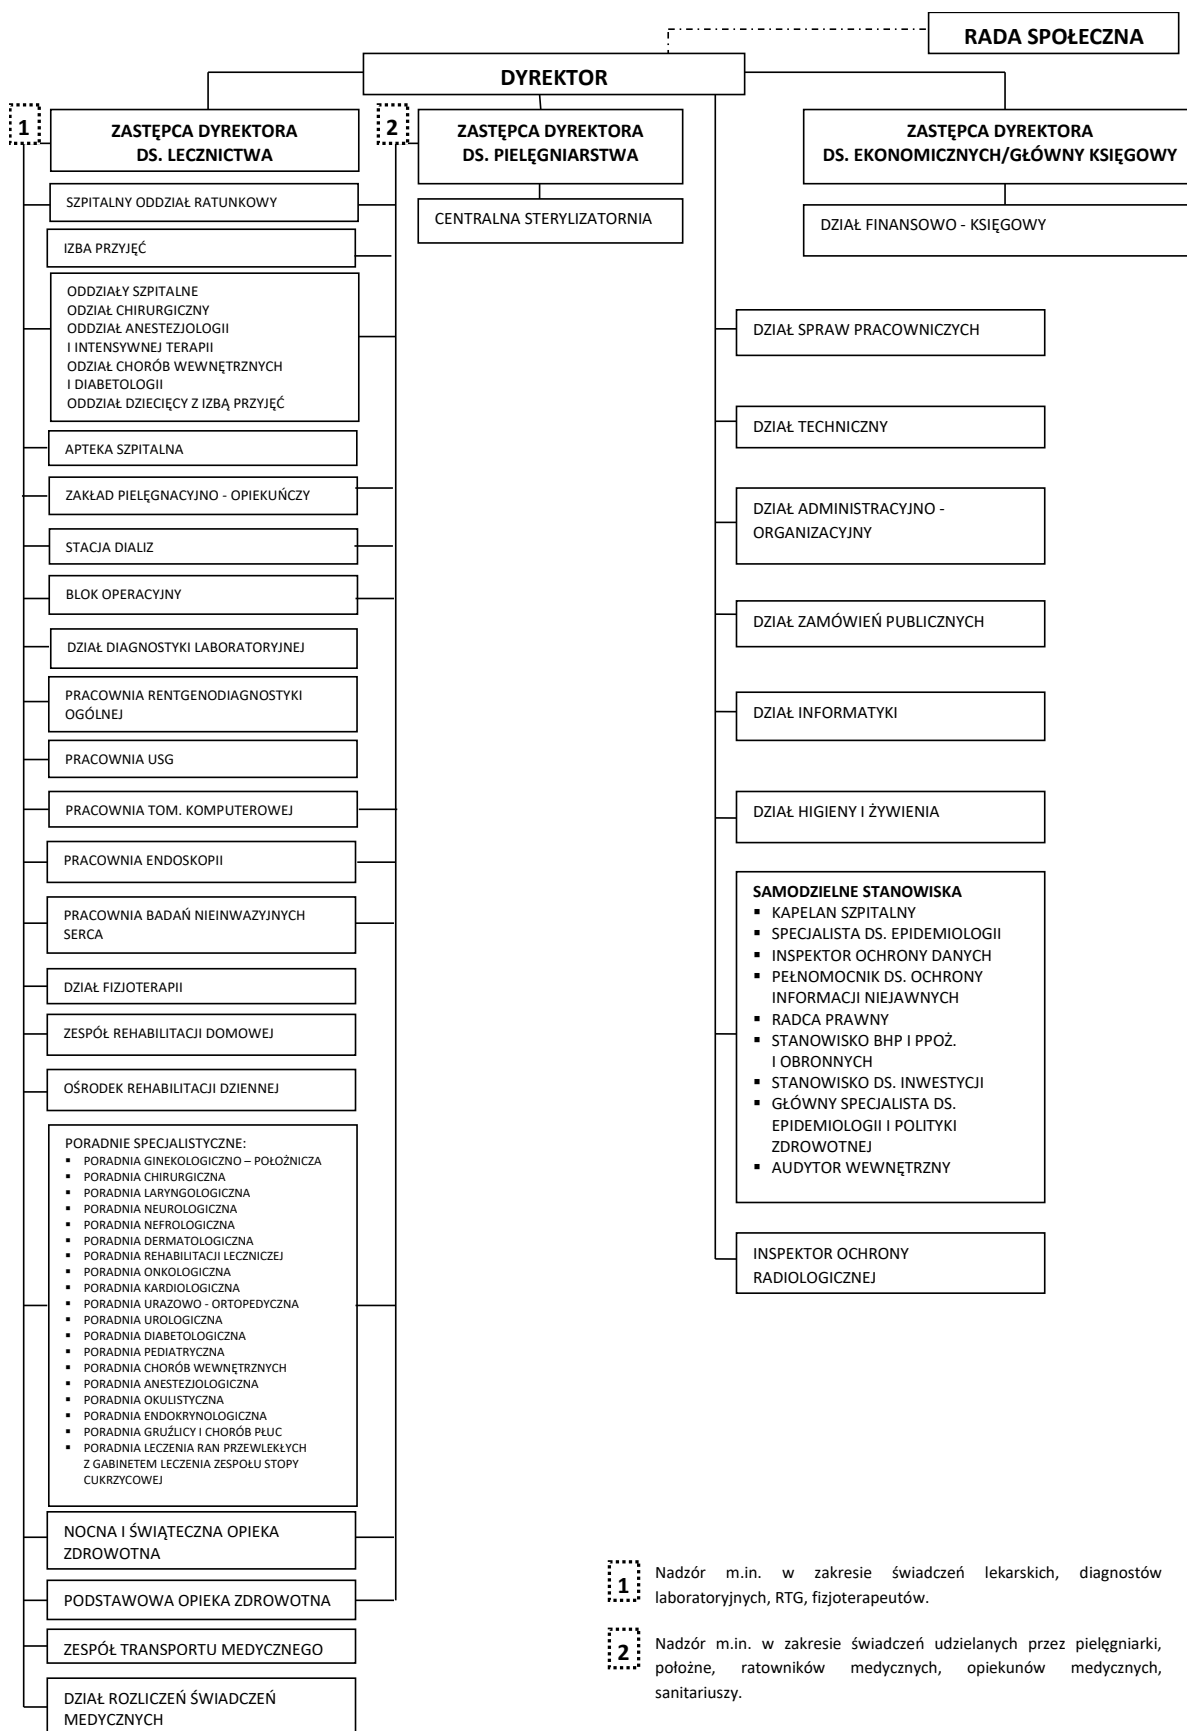 RADA SPOŁECZNA
DYREKTOR
1
ZASTĘPCA DYREKTORA
DS. LECZNICTWA
2
ZASTĘPCA DYREKTORA
DS. PIELĘGNIARSTWA
ZASTĘPCA DYREKTORA
DS. EKONOMICZNYCH/GŁÓWNY KSIĘGOWY
SZPITALNY ODDZIAŁ RATUNKOWY
IZBA PRZYJĘĆ
ODDZIAŁY SZPITALNE
ODZIAŁ CHIRURGICZNY
ODDZIAŁ ANESTEZJOLOGII
I INTENSYWNEJ TERAPII
ODZIAŁ CHORÓB WEWNĘTRZNYCH
I DIABETOLOGII
ODDZIAŁ DZIECIĘCY Z IZBĄ PRZYJĘĆ
APTEKA SZPITALNA
ZAKŁAD PIELĘGNACYJNO - OPIEKUŃCZY
STACJA DIALIZ
BLOK OPERACYJNY
DZIAŁ DIAGNOSTYKI LABORATORYJNEJ
PRACOWNIA RENTGENODIAGNOSTYKI
OGÓLNEJ
PRACOWNIA USG
PRACOWNIA TOM. KOMPUTEROWEJ
PRACOWNIA ENDOSKOPII
PRACOWNIA BADAŃ NIEINWAZYJNYCH
SERCA
DZIAŁ FIZJOTERAPII
ZESPÓŁ REHABILITACJI DOMOWEJ
OŚRODEK REHABILITACJI DZIENNEJ
PORADNIE SPECJALISTYCZNE:
▪ PORADNIA GINEKOLOGICZNO – POŁOŻNICZA
▪ PORADNIA CHIRURGICZNA
▪ PORADNIA LARYNGOLOGICZNA
▪ PORADNIA NEUROLOGICZNA
▪ PORADNIA NEFROLOGICZNA
▪ PORADNIA DERMATOLOGICZNA
▪ PORADNIA REHABILITACJI LECZNICZEJ
▪ PORADNIA ONKOLOGICZNA
▪ PORADNIA KARDIOLOGICZNA
▪ PORADNIA URAZOWO - ORTOPEDYCZNA
▪ PORADNIA UROLOGICZNA
▪ PORADNIA DIABETOLOGICZNA
▪ PORADNIA PEDIATRYCZNA
▪ PORADNIA CHORÓB WEWNĘTRZNYCH
▪ PORADNIA ANESTEZJOLOGICZNA
▪ PORADNIA OKULISTYCZNA
▪ PORADNIA ENDOKRYNOLOGICZNA
▪ PORADNIA GRUŹLICY I CHORÓB PŁUC
▪ PORADNIA LECZENIA RAN PRZEWLEKŁYCH
Z GABINETEM LECZENIA ZESPOŁU STOPY
CUKRZYCOWEJ
NOCNA I ŚWIĄTECZNA OPIEKA
ZDROWOTNA
PODSTAWOWA OPIEKA ZDROWOTNA
ZESPÓŁ TRANSPORTU MEDYCZNEGO
DZIAŁ ROZLICZEŃ ŚWIADCZEŃ
MEDYCZNYCH
CENTRALNA STERYLIZATORNIA
DZIAŁ FINANSOWO - KSIĘGOWY
DZIAŁ SPRAW PRACOWNICZYCH
DZIAŁ TECHNICZNY
DZIAŁ ADMINISTRACYJNO -
ORGANIZACYJNY
DZIAŁ ZAMÓWIEŃ PUBLICZNYCH
DZIAŁ INFORMATYKI
DZIAŁ HIGIENY I ŻYWIENIA
SAMODZIELNE STANOWISKA
▪ KAPELAN SZPITALNY
▪ SPECJALISTA DS. EPIDEMIOLOGII
▪ INSPEKTOR OCHRONY DANYCH
▪ PEŁNOMOCNIK DS. OCHRONY
INFORMACJI NIEJAWNYCH
▪ RADCA PRAWNY
▪ STANOWISKO BHP I PPOŻ.
I OBRONNYCH
▪ STANOWISKO DS. INWESTYCJI
▪ GŁÓWNY SPECJALISTA DS.
EPIDEMIOLOGII I POLITYKI
ZDROWOTNEJ
▪ AUDYTOR WEWNĘTRZNY
INSPEKTOR OCHRONY
RADIOLOGICZNEJ
1
Nadzór m.in. w zakresie świadczeń lekarskich, diagnostów
laboratoryjnych, RTG, fizjoterapeutów.
2
Nadzór m.in. w zakresie świadczeń udzielanych przez pielęgniarki,
położne, ratowników medycznych, opiekunów medycznych,
sanitariuszy.